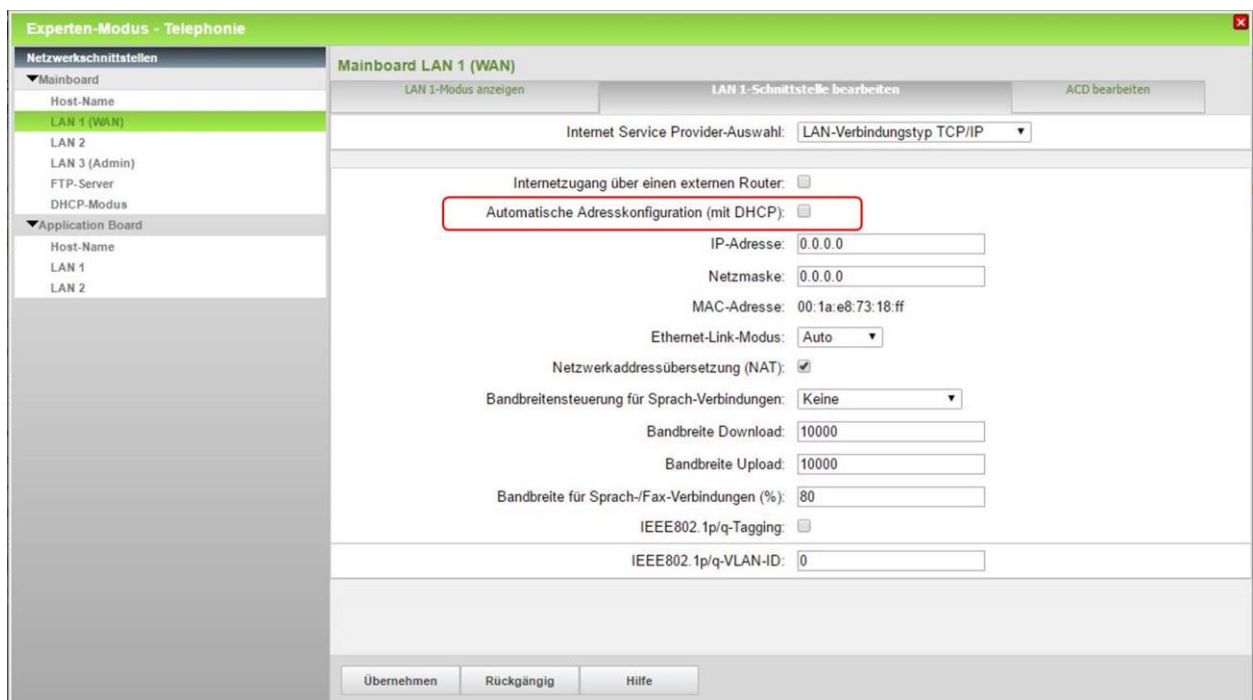 Experten-Modus - Telephonie
Netzwerkschnittstellen
Mainboard
Host-Name
LAN 1 (WAN)
LAN 2
LAN 3 (Admin)
FTP-Server
DHCP-Modus
Application Board
Host-Name
LAN 1
LAN 2
Mainboard LAN 1 (WAN)
LAN 1-Modus anzeigen
LAN 1-Schnittstelle bearbeiten
ACD bearbeiten
Internet Service Provider-Auswahl: LAN-Verbindungstyp TCP/IP
Internetzugang über einen externen Router:
Automatische Adresskonfiguration (mit DHCP):
IP-Adresse: 0.0.0.0
Netzmaske: 0.0.0.0
MAC-Adresse: 00:1a:e8:73:18:ff
Ethernet-Link-Modus: Auto
Netzwerkaddressübersetzung (NAT):
Bandbreitensteuerung für Sprach-Verbindungen: Keine
Bandbreite Download: 10000
Bandbreite Upload: 10000
Bandbreite für Sprach-/Fax-Verbindungen (%): 80
IEEE802.1p/q-Tagging:
IEEE802.1p/q-VLAN-ID: 0
Übernehmen
Rückgängig
Hilfe